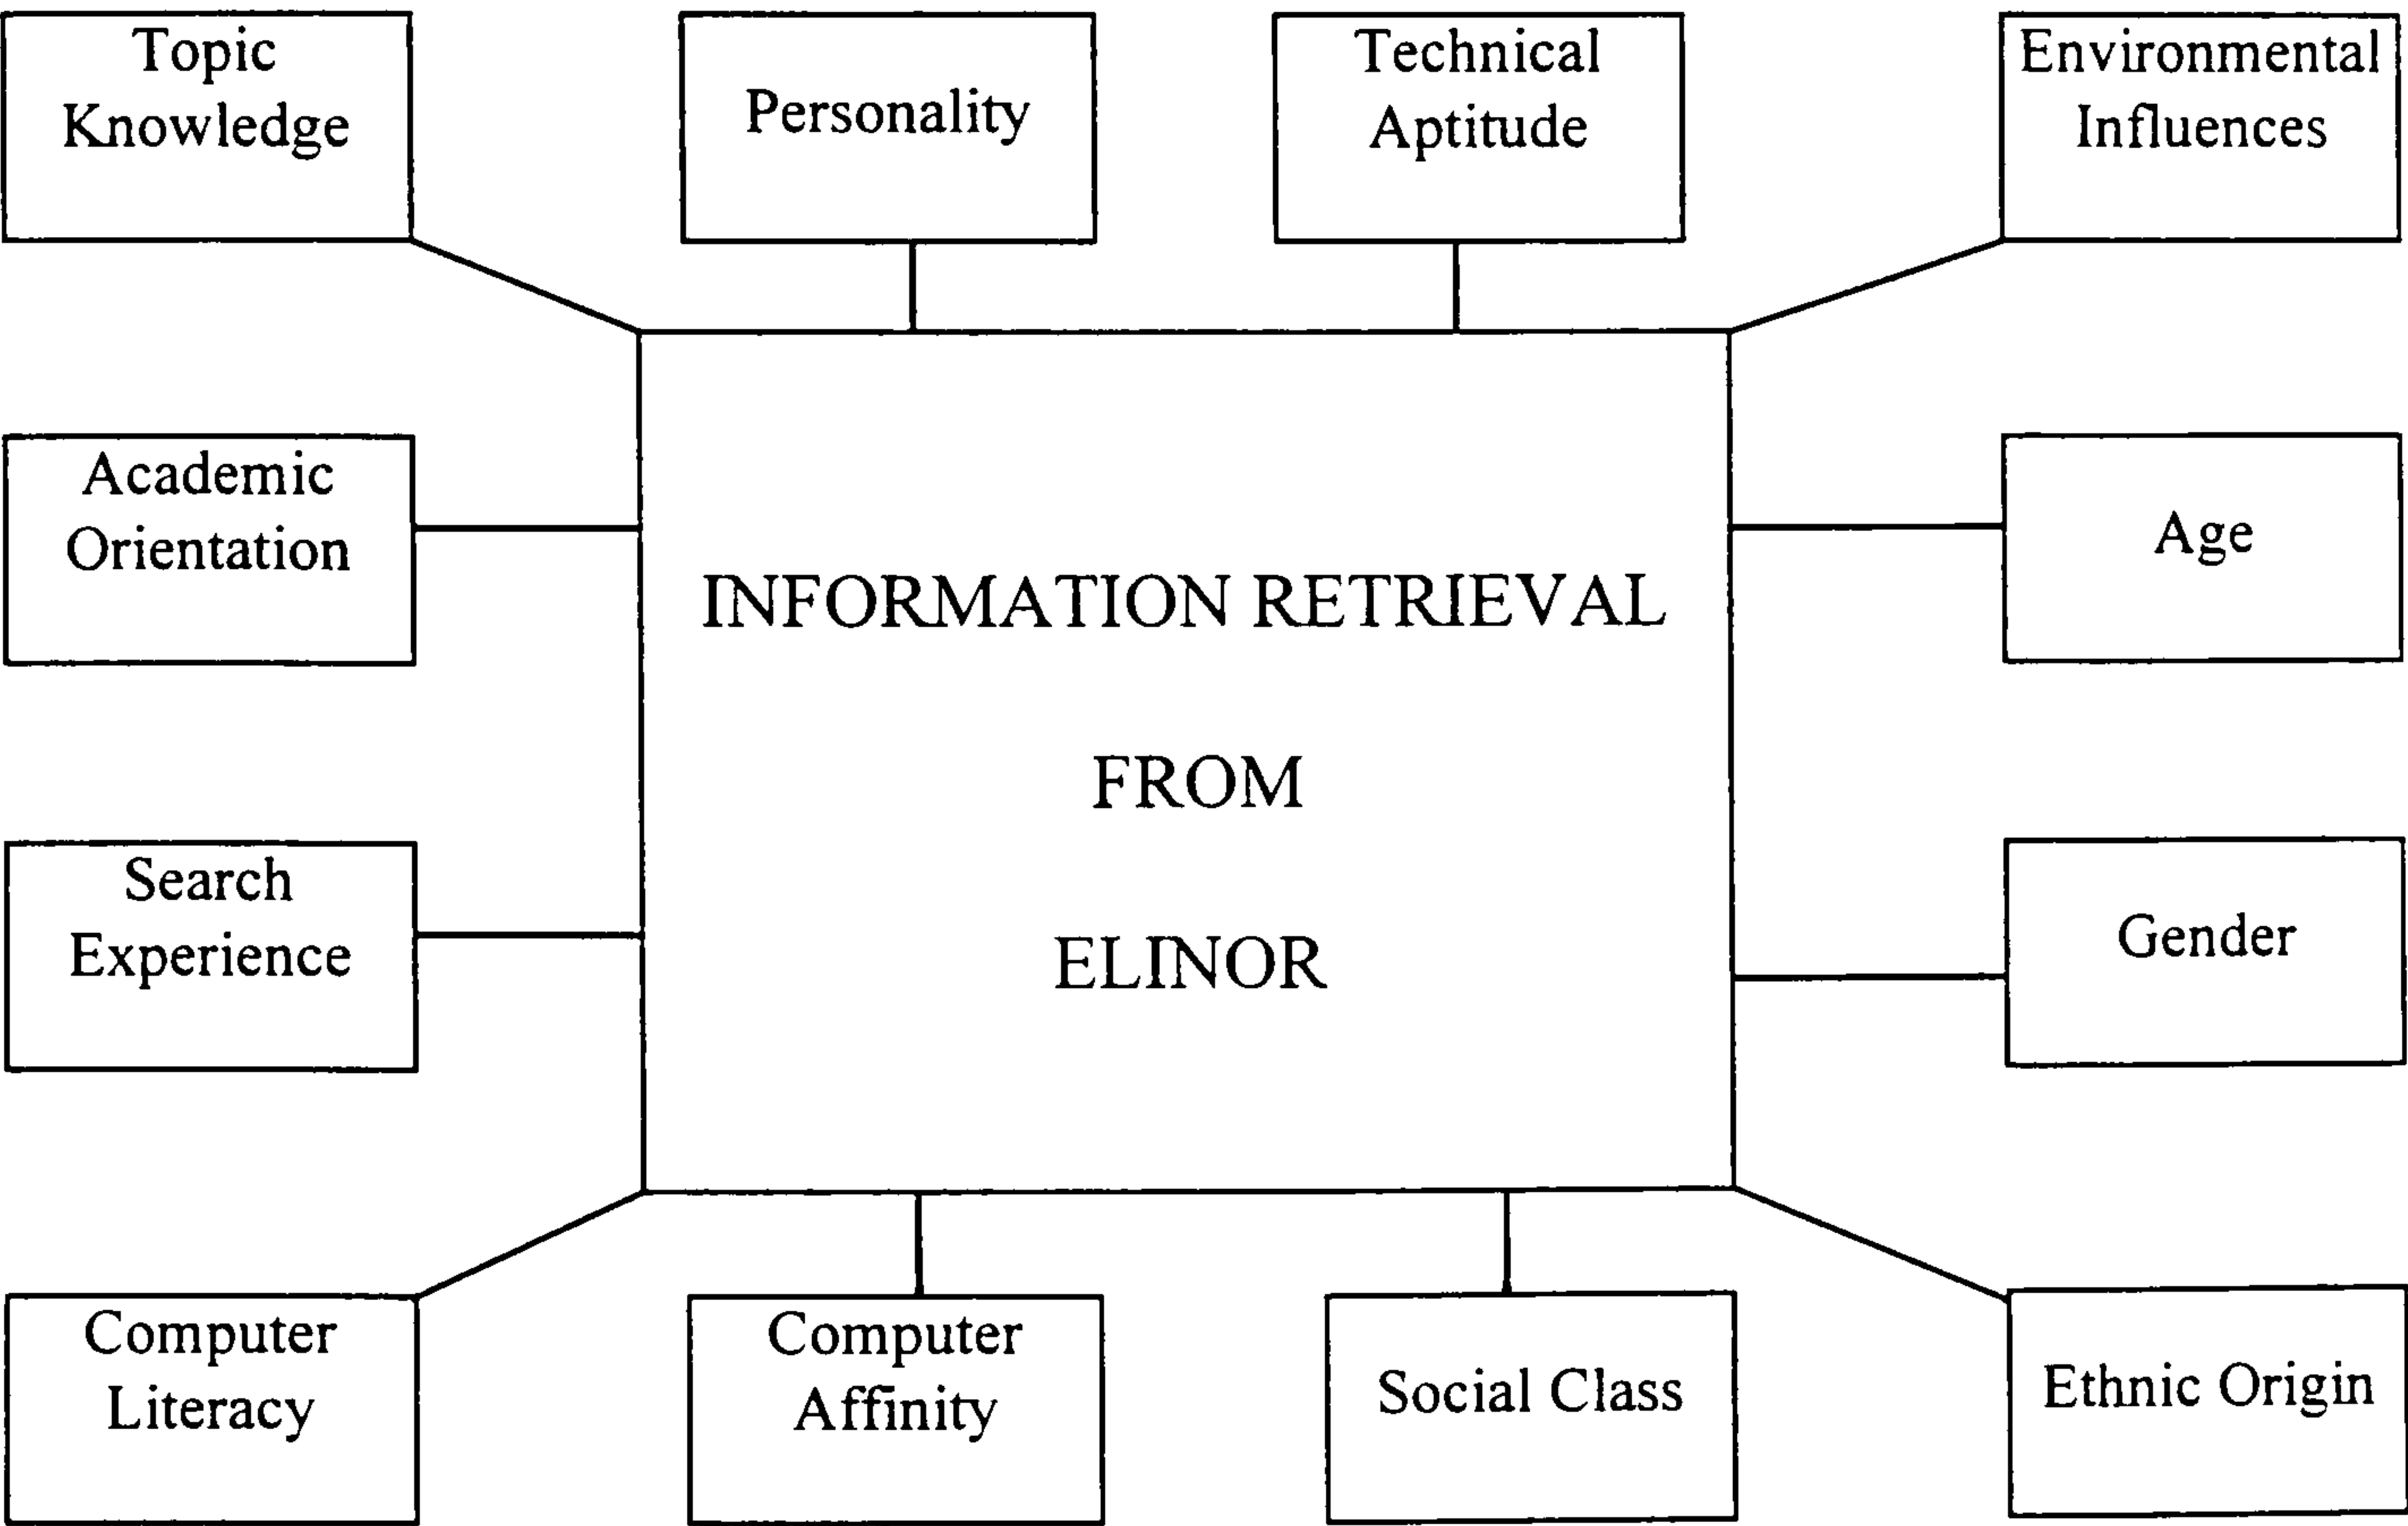 Topic
Knowledge
Personality
Technical
Aptitude
Environmental
Influences
Academic
Orientation
INFORMATION RETRIEVAL
FROM
ELINOR
Age
Search
Experience
Gender
Computer
Literacy
Computer
Affinity
Social Class
Ethnic Origin